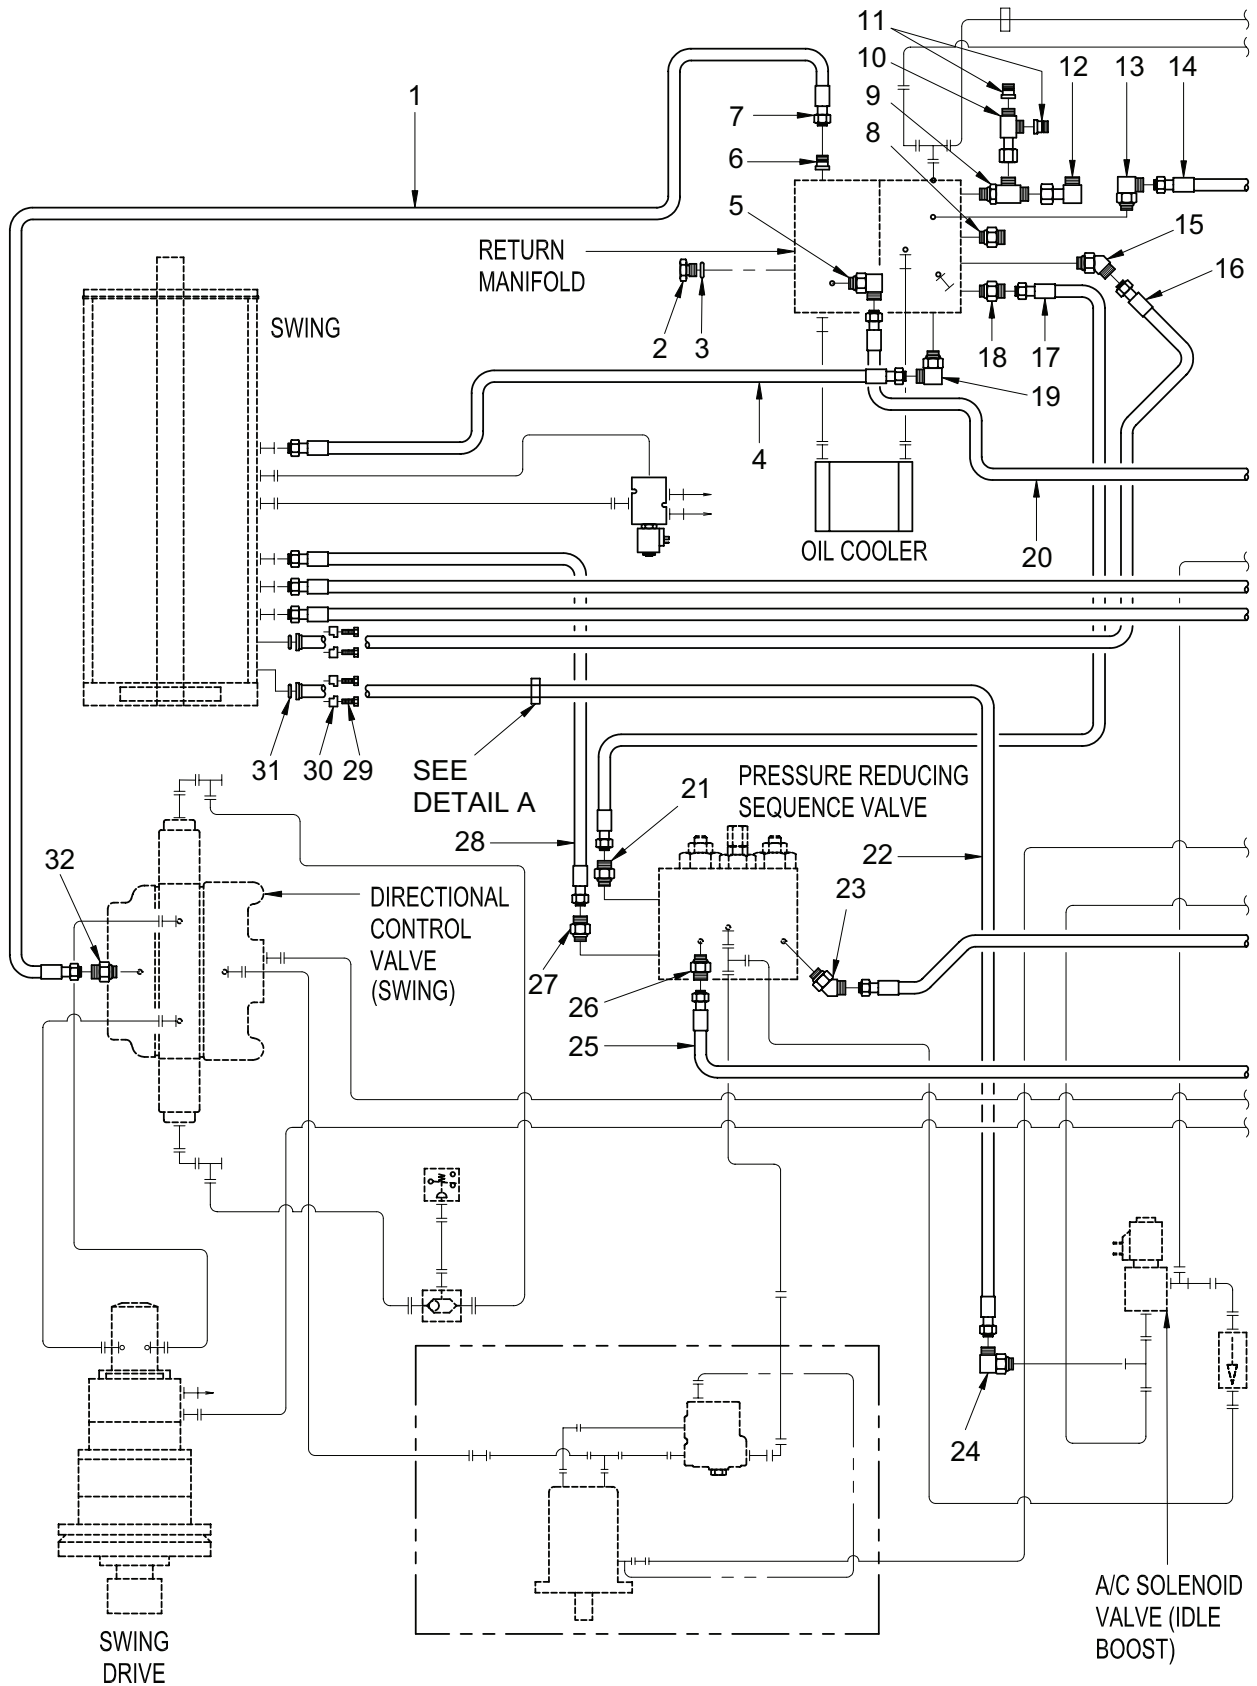 11
10
12
13
14
9
1
7
8
6
5
15
RETURN
MANIFOLD
16
SWING
2
3
18
17
19
4
OIL COOLER
20
31
30
29
SEE
DETAIL A
PRESSURE REDUCING
SEQUENCE VALVE
21
28
22
32
DIRECTIONAL
CONTROL
VALVE
(SWING)
23
27
26
25
24
A/C SOLENOID
VALVE (IDLE
BOOST)
SWING
DRIVE